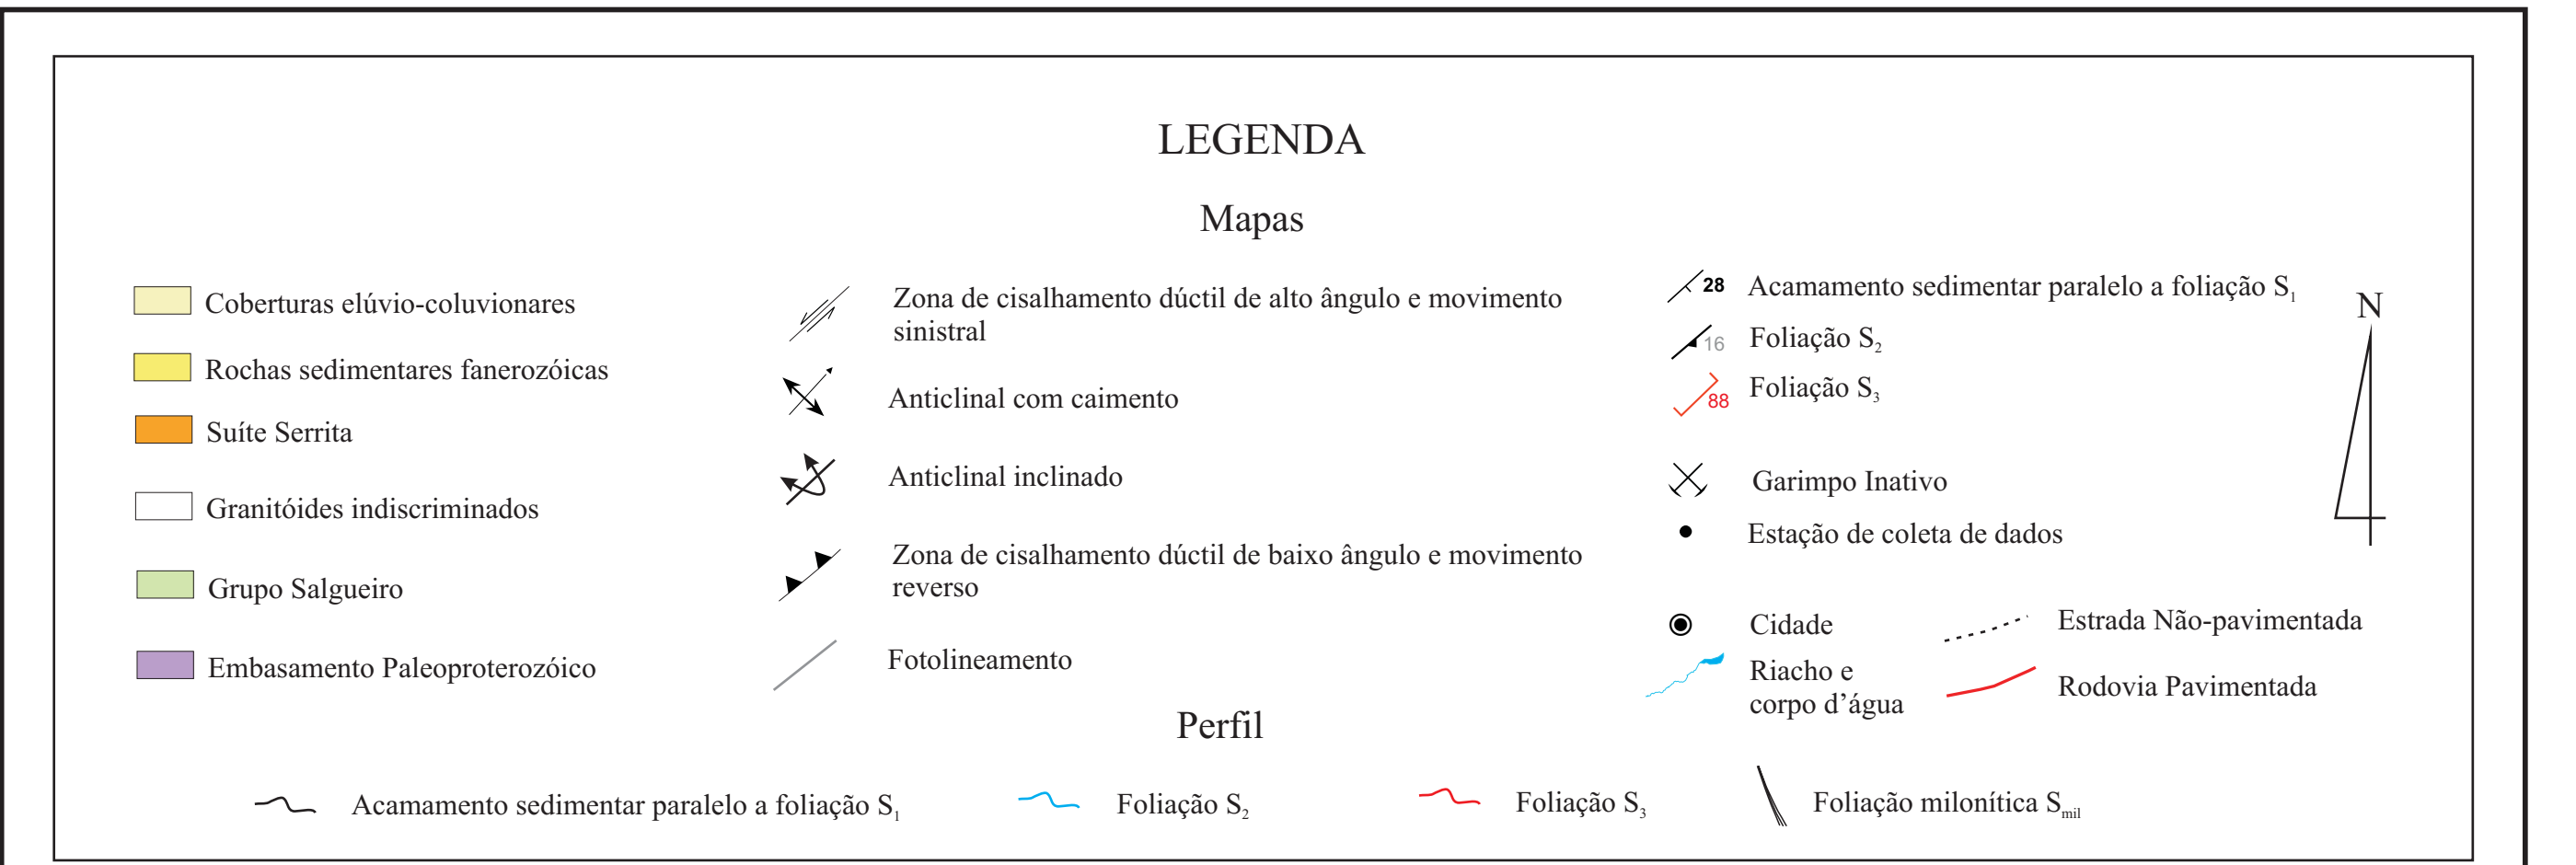 LEGENDA
Mapas
Coberturas elúvio-coluvionares
Rochas sedimentares fanerozóicas
Suíte Serrita
Granitóides indiscriminados
Grupo Salgueiro
Embasamento Paleoproterozóico
Zona de cisalhamento dúctil de alto ângulo e movimento
sinistral
Anticlinal com caimento
Anticlinal inclinado
Zona de cisalhamento dúctil de baixo ângulo e movimento
reverso
Fotolineamento
28 Acamamento sedimentar paralelo a foliação S1
16 Foliação S2
88 Foliação S3
Garimpo Inativo
Estação de coleta de dados
Cidade
Riacho e
corpo d’água
Estrada Não-pavimentada
Rodovia Pavimentada
N
Perfil
Acamamento sedimentar paralelo a foliação S1
Foliação S2
Foliação S3
Foliação milonítica Smil